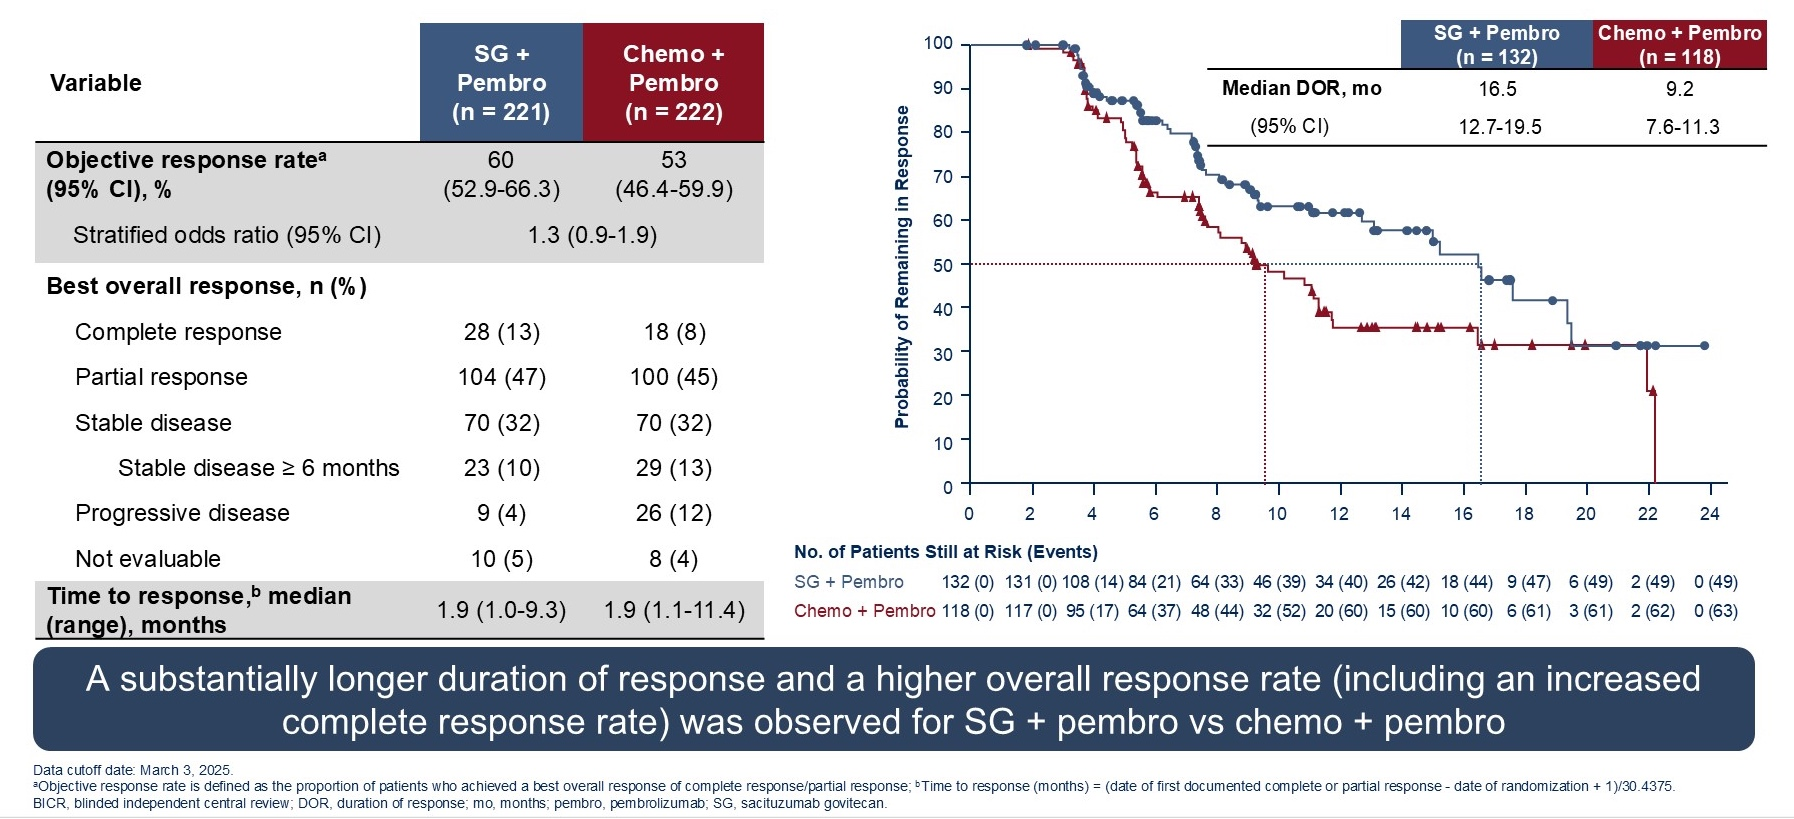 Variable
SG +
Pembro
(n = 221)
Chemo +
Pembro
(n = 222)
Objective response rateᵃ
(95% CI), %
60
(52.9-66.3)
53
(46.4-59.9)
Stratified odds ratio (95% CI)
1.3 (0.9-1.9)
Best overall response, n (%)
Complete response 28 (13) 18 (8)
Partial response 104 (47) 100 (45)
Stable disease 70 (32) 70 (32)
Stable disease ≥ 6 months 23 (10) 29 (13)
Progressive disease 9 (4) 26 (12)
Not evaluable 10 (5) 8 (4)
Time to response,ᵇ median
(range), months
1.9 (1.0-9.3) 1.9 (1.1-11.4)
Probability of Remaining in Response
100
90
80
70
60
50
40
30
20
10
0
0 2 4 6 8 10 12 14 16 18 20 22 24
SG + Pembro
(n = 132)
Chemo + Pembro
(n = 118)
Median DOR, mo 16.5 9.2
(95% CI) 12.7-19.5 7.6-11.3
No. of Patients Still at Risk (Events)
SG + Pembro 132 (0) 131 (0) 108 (14) 84 (21) 64 (33) 46 (39) 34 (40) 26 (42) 18 (44) 9 (47) 6 (49) 2 (49) 0 (49)
Chemo + Pembro 118 (0) 117 (0) 95 (17) 64 (37) 48 (44) 32 (52) 20 (60) 15 (60) 10 (60) 6 (61) 3 (61) 2 (62) 0 (63)
A substantially longer duration of response and a higher overall response rate (including an increased
complete response rate) was observed for SG + pembro vs chemo + pembro
Data cutoff date: March 3, 2025.
ᵃObjective response rate is defined as the proportion of patients who achieved a best overall response of complete response/partial response; ᵇTime to response (months) = (date of first documented complete or partial response - date of randomization + 1)/30.4375.
BICR, blinded independent central review; DOR, duration of response; mo, months; pembro, pembrolizumab; SG, sacituzumab govitecan.